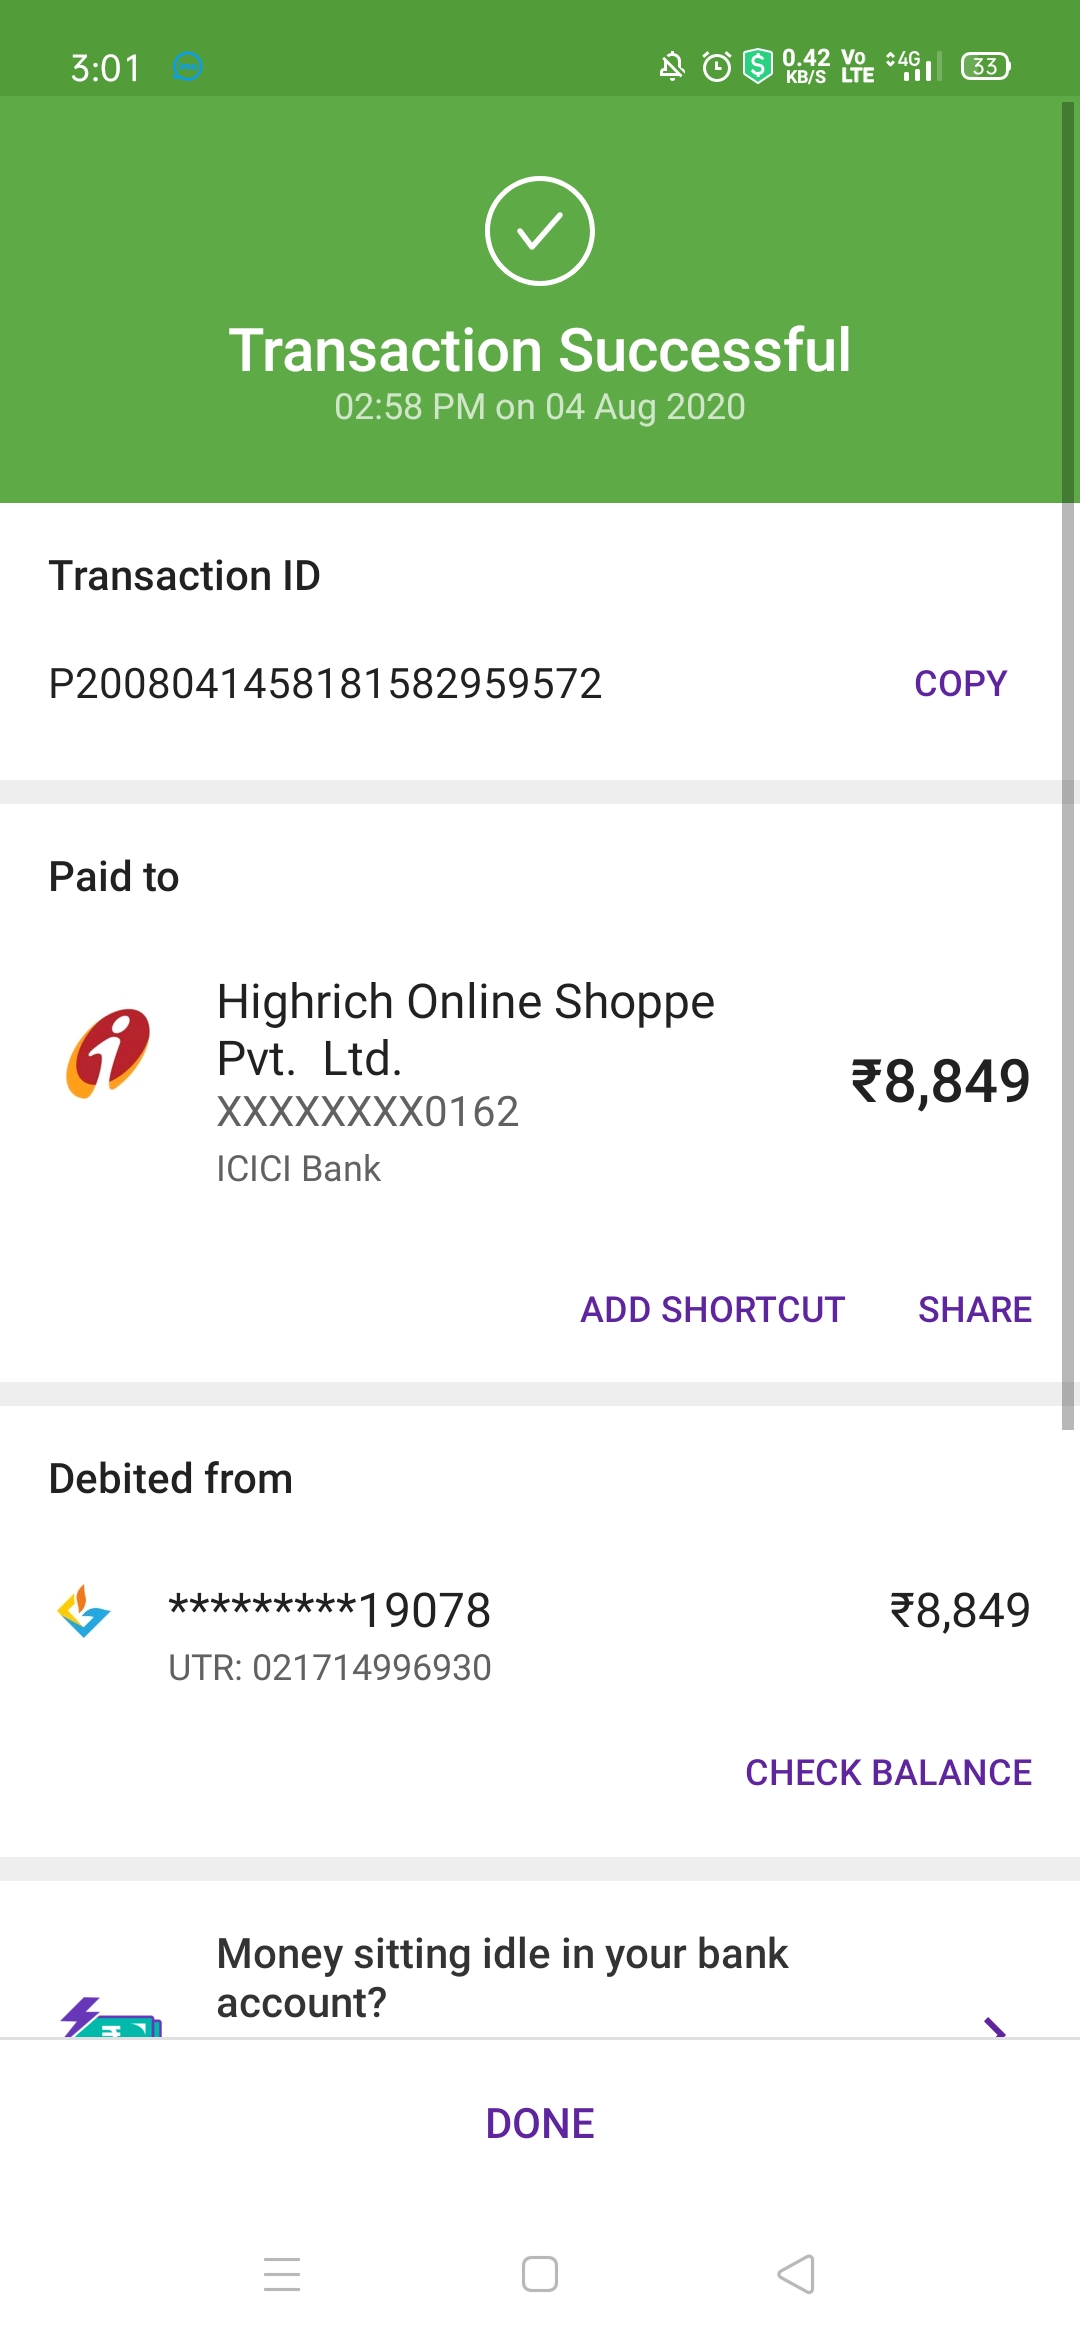 3:01
0.42 KB/S Vo LTE 4G 33
Transaction Successful
02:58 PM on 04 Aug 2020
Transaction ID
P2008041458181582959572
COPY
Paid to
Highrich Online Shoppe
Pvt.  Ltd.
₹8,849
XXXXXXXX0162
ICICI Bank
ADD SHORTCUT
SHARE
Debited from
*********19078
₹8,849
UTR: 021714996930
CHECK BALANCE
Money sitting idle in your bank
account?
DONE